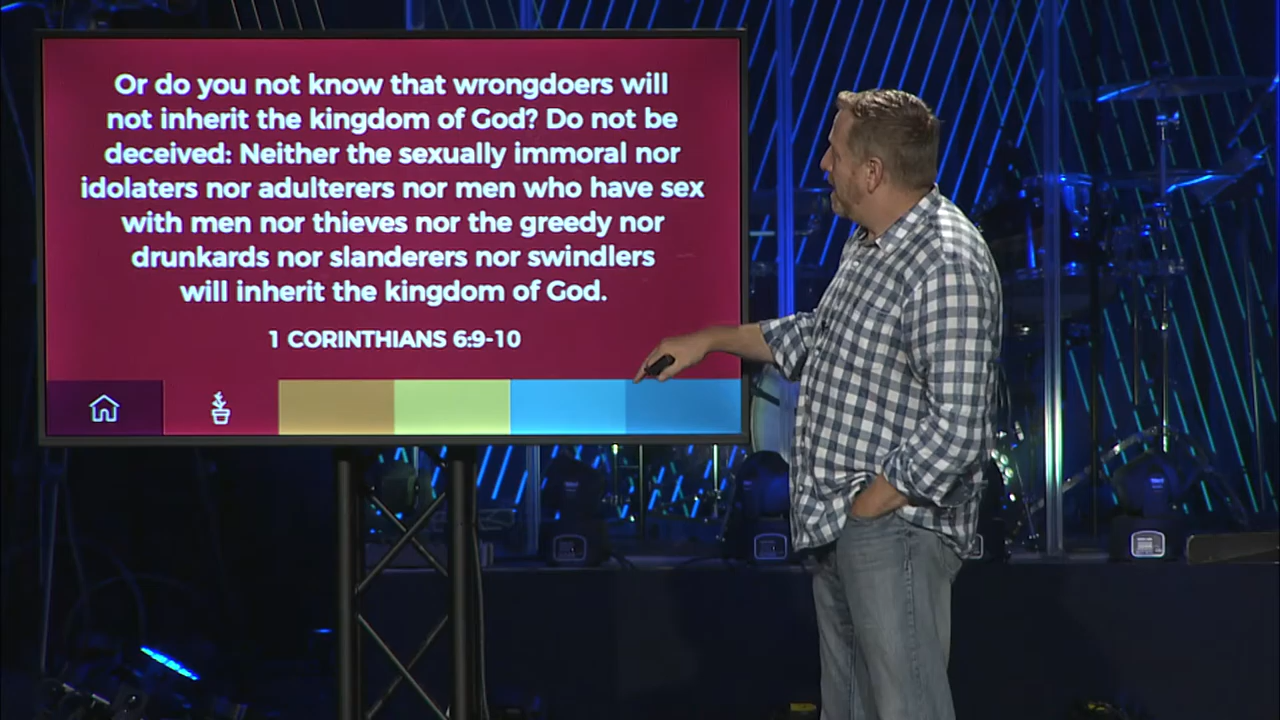 Or do you not know that wrongdoers will
not inherit the kingdom of God? Do not be
deceived: Neither the sexually immoral nor
idolaters nor adulterers nor men who have sex
with men nor thieves nor the greedy nor
drunkards nor slanderers nor swindlers
will inherit the kingdom of God.
1 CORINTHIANS 6:9-10